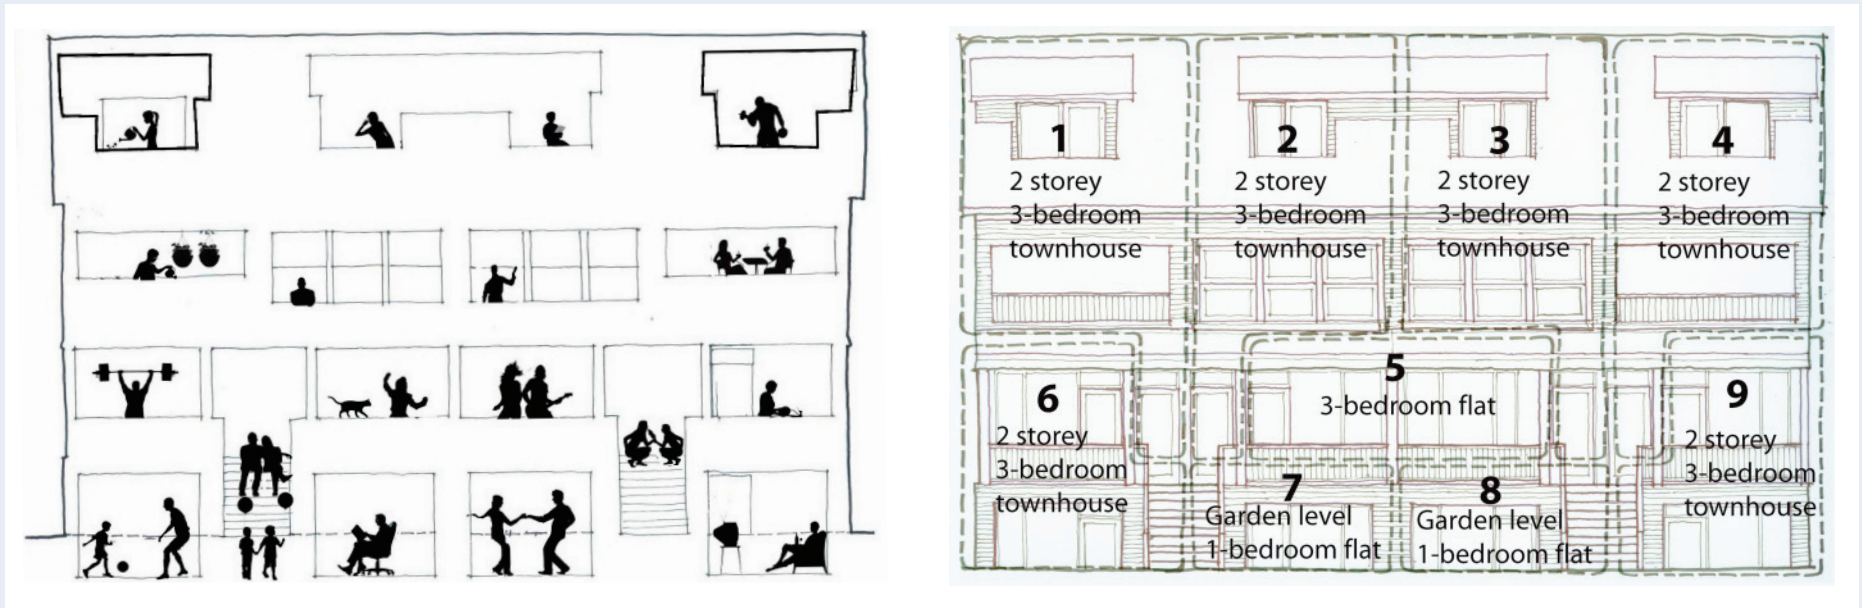 1
2 storey
3-bedroom
townhouse
2
2 storey
3-bedroom
townhouse
3
2 storey
3-bedroom
townhouse
4
2 storey
3-bedroom
townhouse
5
3-bedroom flat
6
2 storey
3-bedroom
townhouse
7
Garden level
1-bedroom flat
8
Garden level
1-bedroom flat
9
2 storey
3-bedroom
townhouse